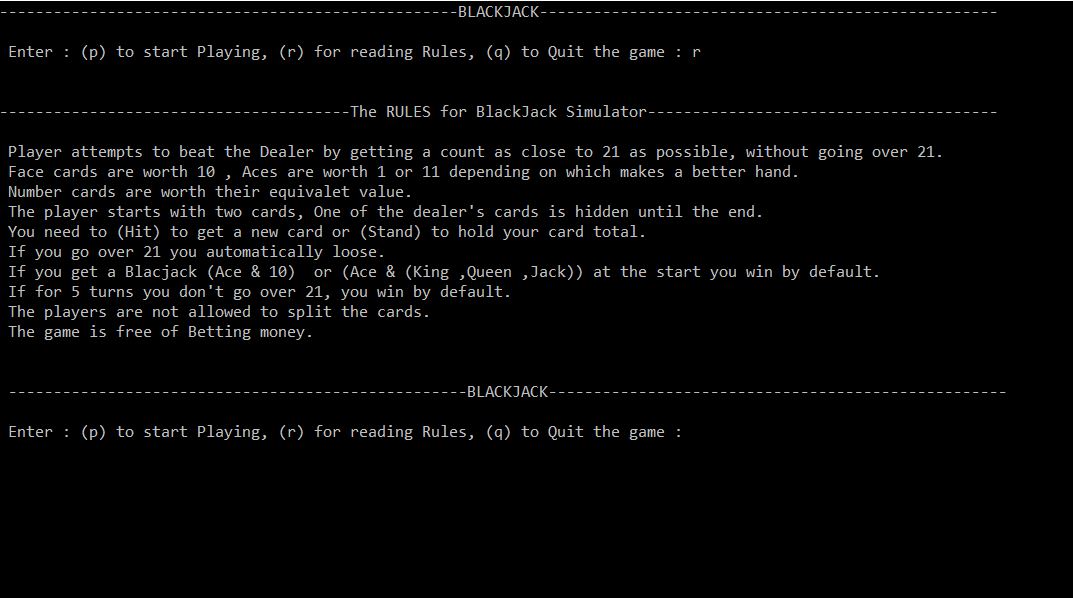 ---------------------------------------------------BLACKJACK---------------------------------------------------
Enter : (p) to start Playing, (r) for reading Rules, (q) to Quit the game : r
---------------------------------------The RULES for BlackJack Simulator---------------------------------------
Player attempts to beat the Dealer by getting a count as close to 21 as possible, without going over 21.
Face cards are worth 10 , Aces are worth 1 or 11 depending on which makes a better hand.
Number cards are worth their equivalet value.
The player starts with two cards, One of the dealer's cards is hidden until the end.
You need to (Hit) to get a new card or (Stand) to hold your card total.
If you go over 21 you automatically loose.
If you get a Blacjack (Ace & 10)  or (Ace & (King ,Queen ,Jack)) at the start you win by default.
If for 5 turns you don't go over 21, you win by default.
The players are not allowed to split the cards.
The game is free of Betting money.
---------------------------------------------------BLACKJACK---------------------------------------------------
Enter : (p) to start Playing, (r) for reading Rules, (q) to Quit the game :